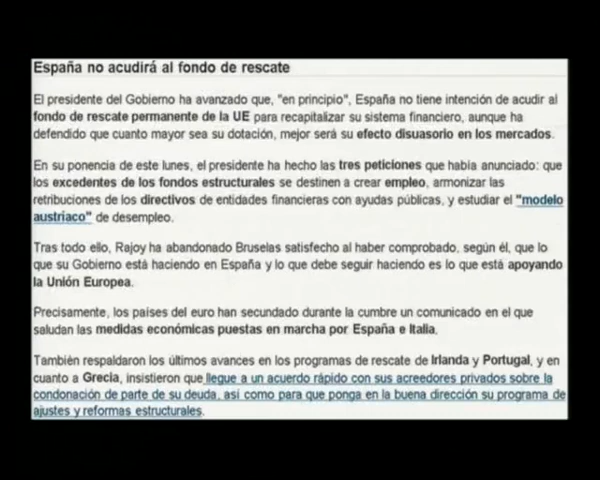 España no acudirá al fondo de rescate
El presidente del Gobierno ha avanzado que, "en principio", España no tiene intención de acudir al
fondo de rescate permanente de la UE para recapitalizar su sistema financiero, aunque ha
defendido que cuanto mayor sea su dotación, mejor será su efecto disuasorio en los mercados.
En su ponencia de este lunes, el presidente ha hecho las tres peticiones que había anunciado: que
los excedentes de los fondos estructurales se destinen a crear empleo, armonizar las
retribuciones de los directivos de entidades financieras con ayudas públicas, y estudiar el "modelo
austriaco" de desempleo.
Tras todo ello, Rajoy ha abandonado Bruselas satisfecho al haber comprobado, según él, que lo
que su Gobierno está haciendo en España y lo que debe seguir haciendo es lo que está apoyando
la Unión Europea.
Precisamente, los países del euro han secundado durante la cumbre un comunicado en el que
saludan las medidas económicas puestas en marcha por España e Italia.
También respaldaron los últimos avances en los programas de rescate de Irlanda y Portugal, y en
cuanto a Grecia, insistieron que llegue a un acuerdo rápido con sus acreedores privados sobre la
condonación de parte de su deuda, así como para que ponga en la buena dirección su programa de
ajustes y reformas estructurales.